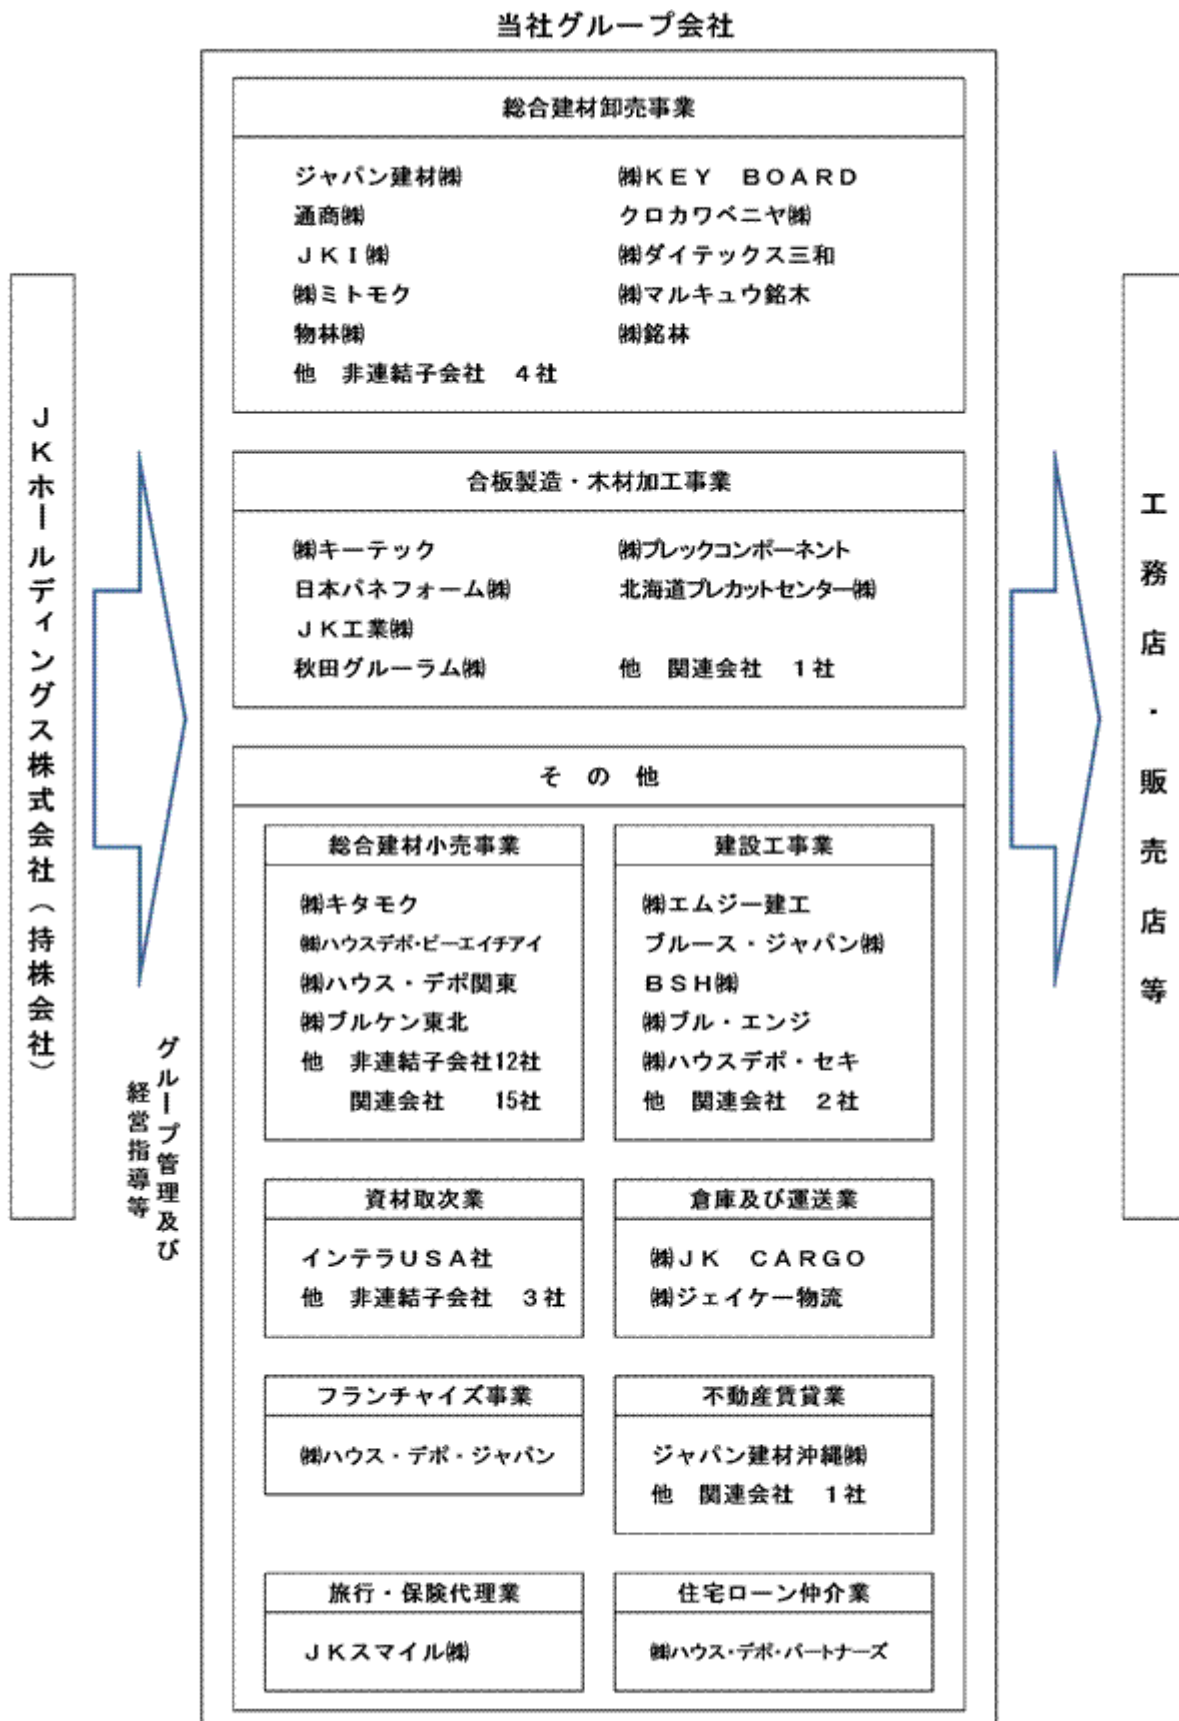 当社グループ会社
JKホールディングス株式会社（持株会社）
グループ管理及び
経営指導等
総合建材卸売事業
ジャパン建材㈱
㈱KEY BOARD
通商㈱
クロカワベニヤ㈱
JKI㈱
㈱ダイテックス三和
㈱ミトモク
㈱マルキュウ銘木
物林㈱
㈱銘林
他 非連結子会社 4社
合板製造・木材加工事業
㈱キーテック
㈱プレックコンポーネント
日本パネフォーム㈱
北海道プレカットセンター㈱
JK工業㈱
秋田グルーラム㈱
他 関連会社 1社
その他
総合建材小売事業
㈱キタモク
㈱ハウスデポ・ピーエイチアイ
㈱ハウス・デポ関東
㈱ブルケン東北
他 非連結子会社12社
関連会社 15社
建設工事業
㈱エムジー建工
ブルース・ジャパン㈱
BSH㈱
㈱ブル・エンジ
㈱ハウスデポ・セキ
他 関連会社 2社
資材取次業
インテラUSA社
他 非連結子会社 3社
倉庫及び運送業
㈱JK CARGO
㈱ジェイケー物流
フランチャイズ事業
㈱ハウス・デポ・ジャパン
不動産賃貸業
ジャパン建材沖縄㈱
他 関連会社 1社
旅行・保険代理業
JKスマイル㈱
住宅ローン仲介業
㈱ハウス・デポ・パートナーズ
工務店・販売店等